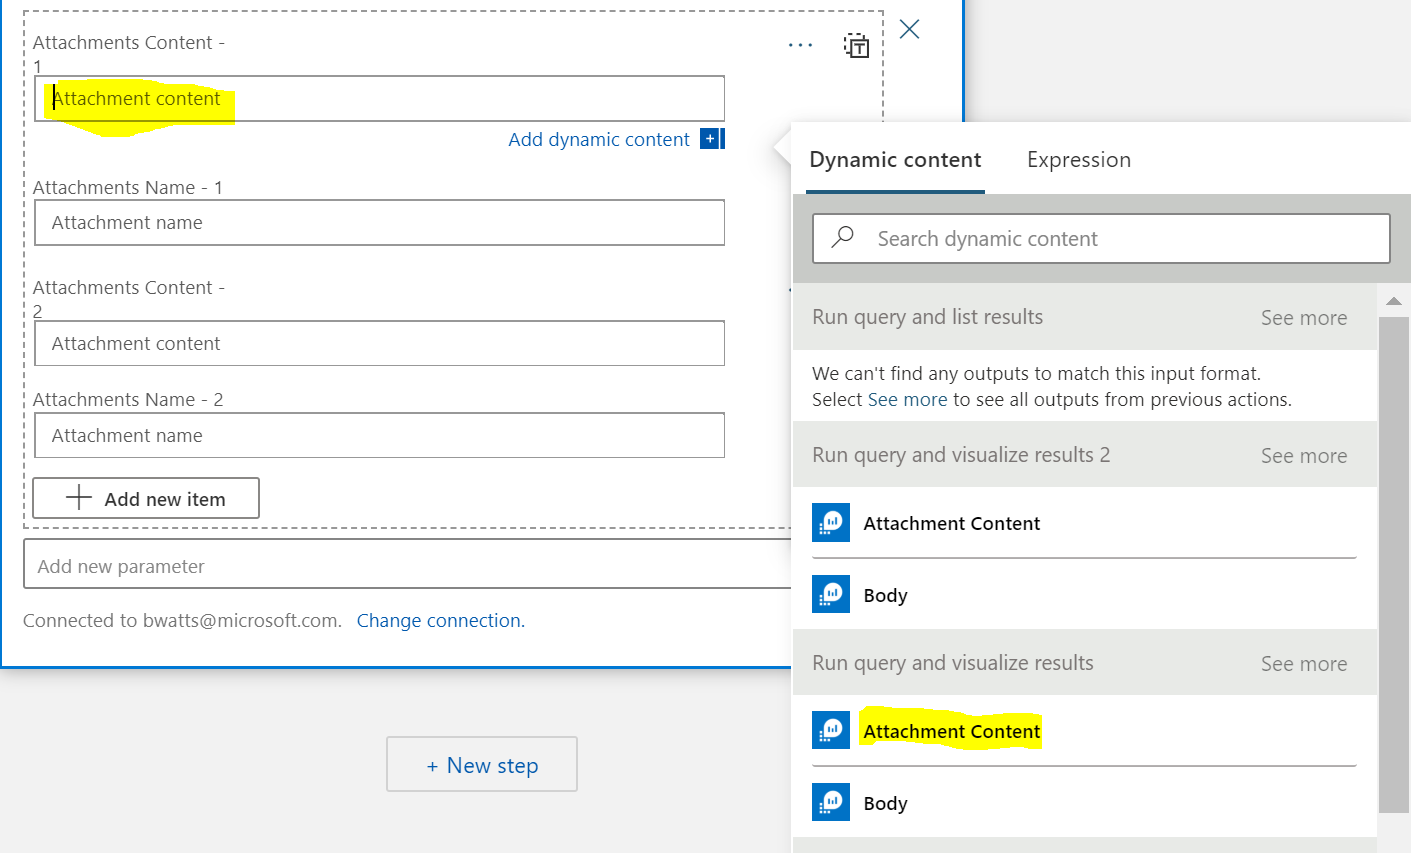 Attachments Content -
1
Attachment content
Add dynamic content
Attachments Name - 1
Attachment name
Attachments Content -
2
Attachment content
Attachments Name - 2
Attachment name
Add new item
Add new parameter
Connected to bwatts@microsoft.com. Change connection.
+ New step
Dynamic content Expression
Search dynamic content
Run query and list results See more
We can't find any outputs to match this input format.
Select See more to see all outputs from previous actions.
Run query and visualize results 2 See more
Attachment Content
Body
Run query and visualize results See more
Attachment Content
Body